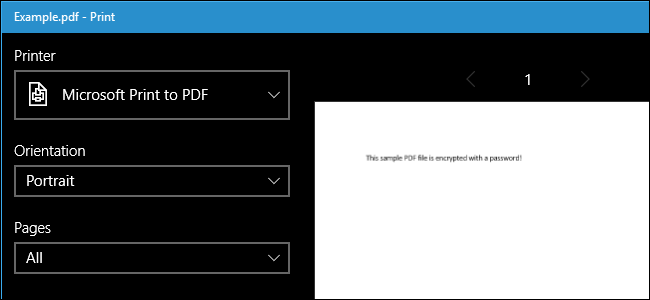 Example.pdf - Print
Printer
Microsoft Print to PDF
Orientation
Portrait
Pages
All
1
This sample PDF file is encrypted with a password!